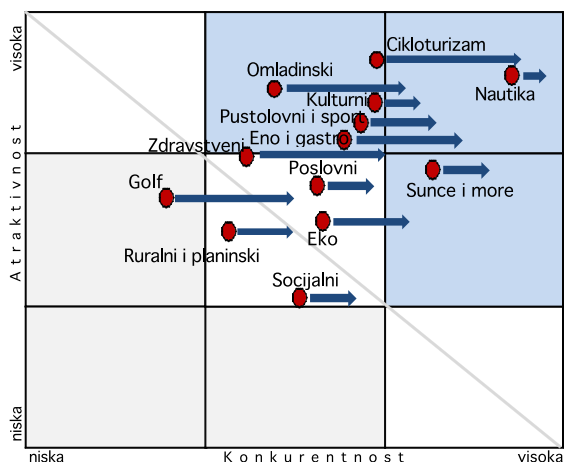 visoka
Cikloturizam
Omladinski
Nautika
Kulturni
Pustolovni i sport
Eno i gastro
Zdravstveni
Poslovni
Golf
Sunce i more
Eko
Ruralni i planinski
Socijalni
Atraktivnost
niska
niska
Konkurentnost
visoka